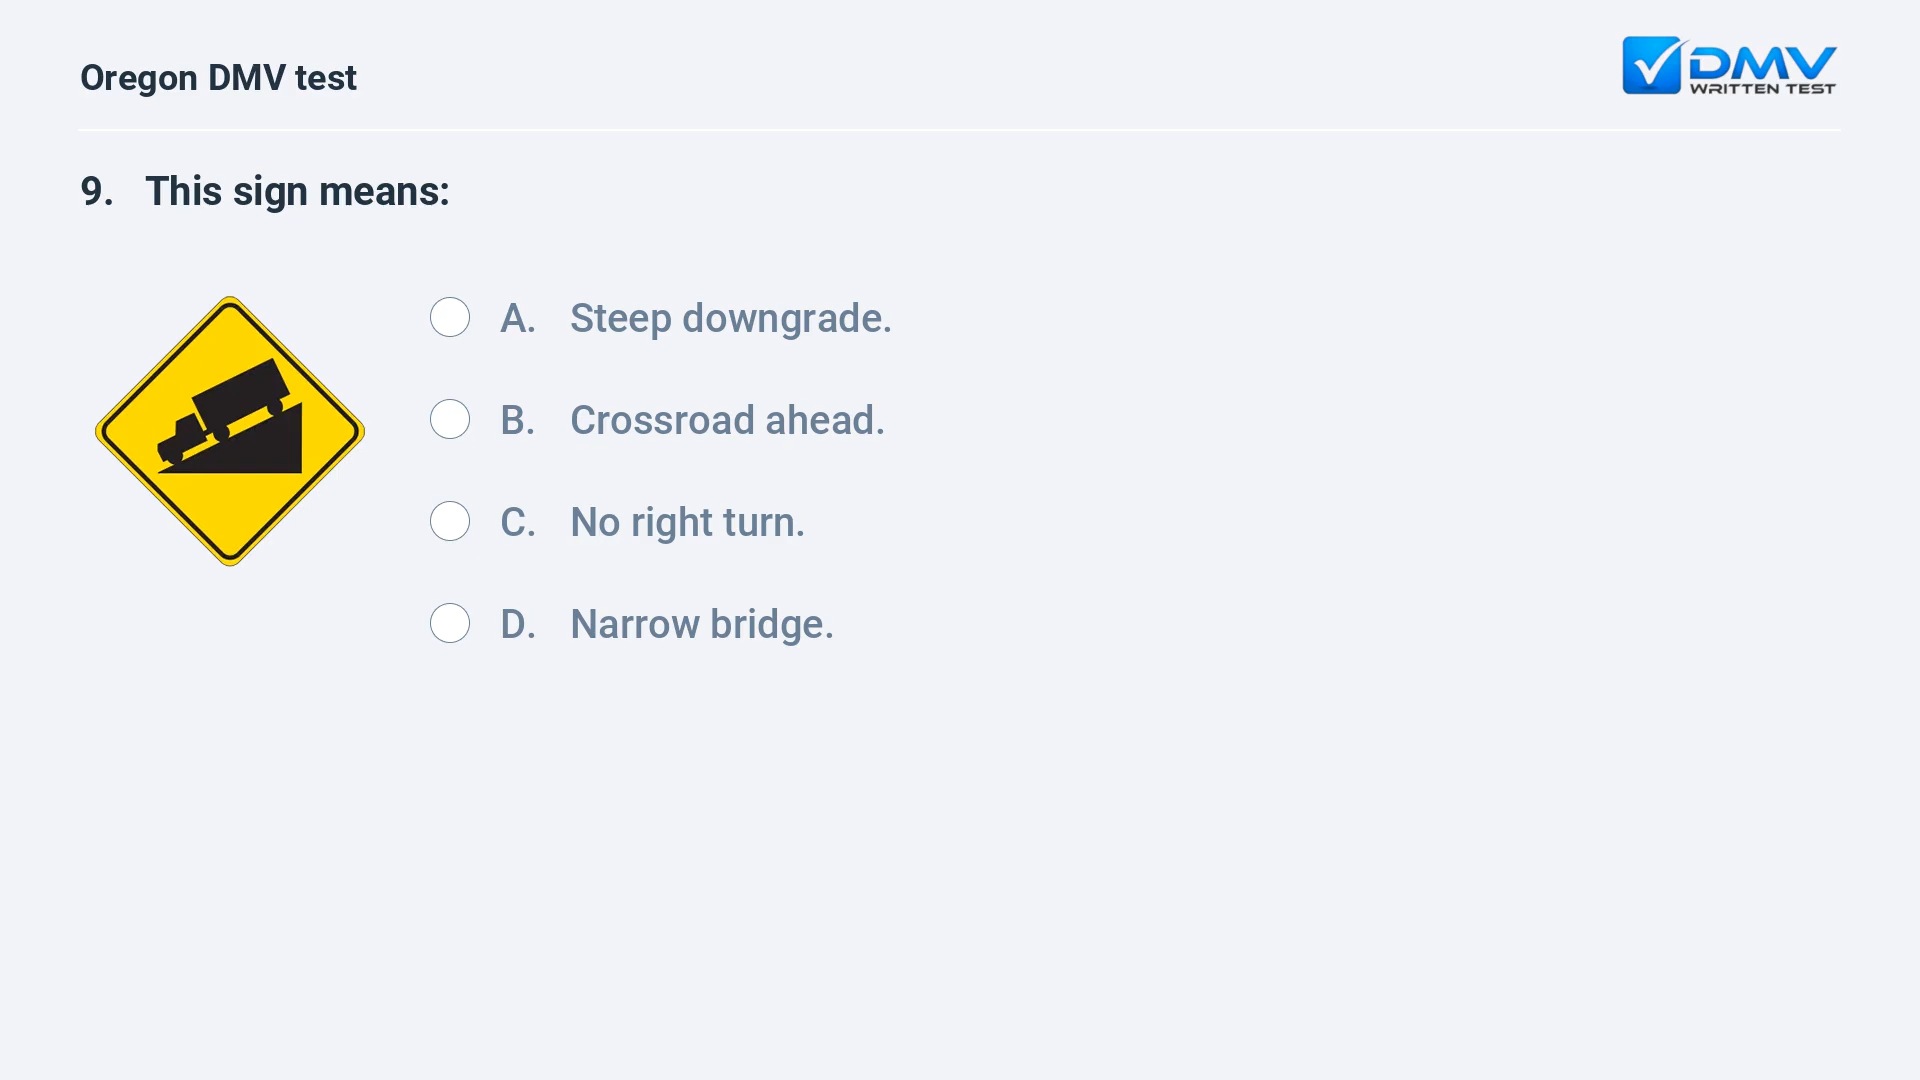 Oregon DMV test
DMV
WRITTEN TEST
9. This sign means:
A. Steep downgrade.
B. Crossroad ahead.
C. No right turn.
D. Narrow bridge.